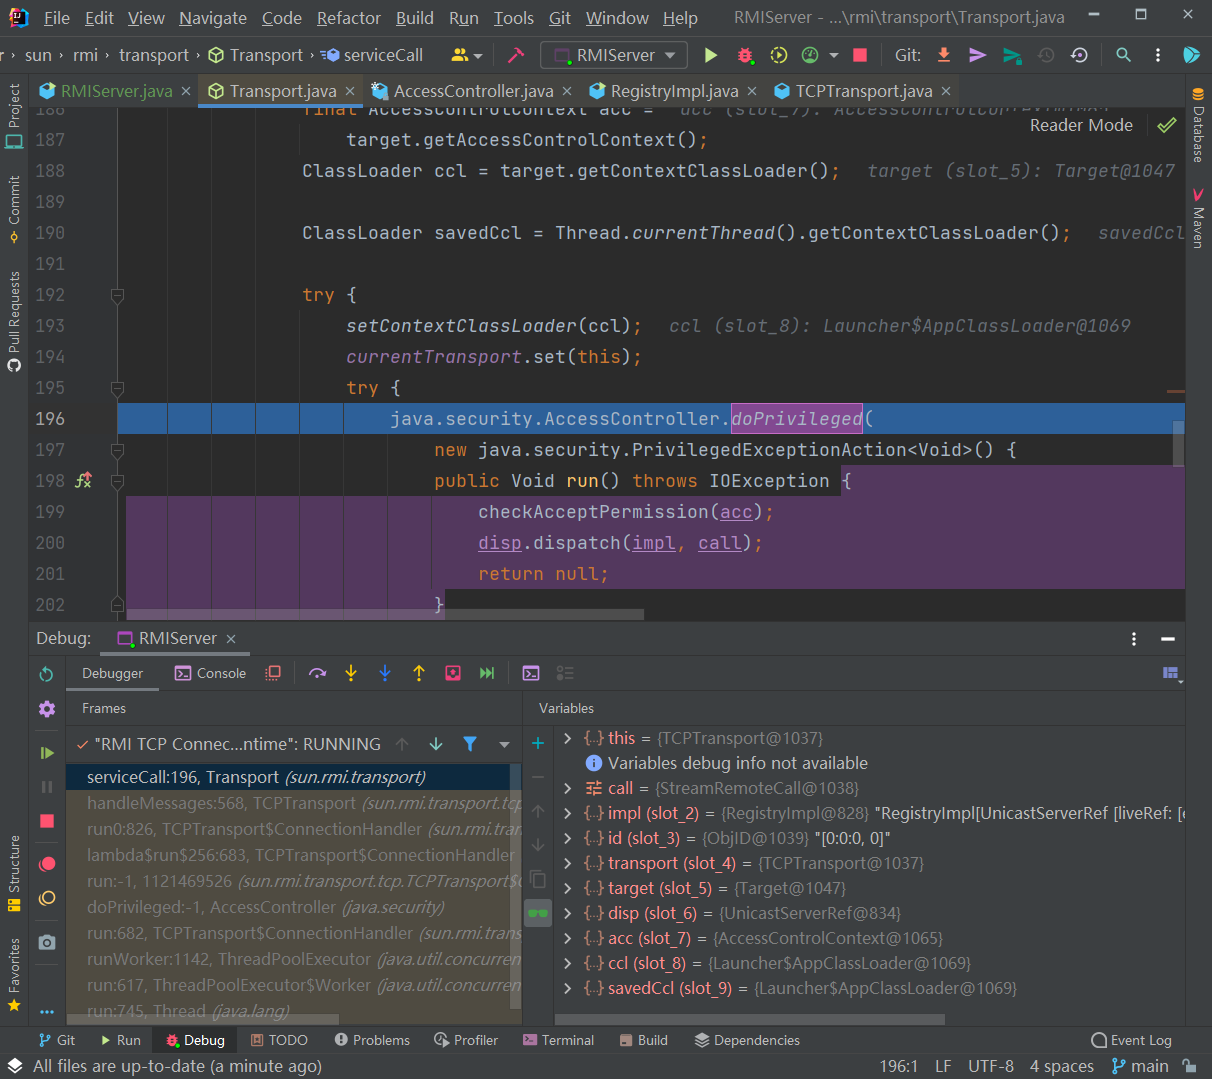 File Edit View Navigate Code Refactor Build Run Tools Git Window Help RMIServer - ...\rmi\transport\Transport.java
sun › rmi › transport › Transport › serviceCall RMIServer Git:
RMIServer.java × Transport.java × AccessController.java × RegistryImpl.java × TCPTransport.java ×
Reader Mode
186 final AccessControlContext acc =
187 target.getAccessControlContext();
188 ClassLoader ccl = target.getContextClassLoader(); target (slot_5): Target@1047
189
190 ClassLoader savedCcl = Thread.currentThread().getContextClassLoader(); savedCcl
191
192 try {
193 setContextClassLoader(ccl); ccl (slot_8): Launcher$AppClassLoader@1069
194 currentTransport.set(this);
195 try {
196 java.security.AccessController.doPrivileged(
197 new java.security.PrivilegedExceptionAction<Void>() {
198 public Void run() throws IOException {
199 checkAcceptPermission(acc);
200 disp.dispatch(impl, call);
201 return null;
202 }
Project
Commit
Pull Requests
Structure
Favorites
Database
Maven
Debug: RMIServer ×
Debugger Console
Frames
"RMI TCP Connec...ntime": RUNNING
serviceCall:196, Transport (sun.rmi.transport)
handleMessages:568, TCPTransport (sun.rmi.transport.tcp
run0:826, TCPTransport$ConnectionHandler (sun.rmi.tran
lambda$run$256:683, TCPTransport$ConnectionHandler
run:-1, 1121469526 (sun.rmi.transport.tcp.TCPTransport$C
doPrivileged:-1, AccessController (java.security)
run:682, TCPTransport$ConnectionHandler (sun.rmi.trans
runWorker:1142, ThreadPoolExecutor (java.util.concurren
run:617, ThreadPoolExecutor$Worker (java.util.concurren
run:745, Thread (java.lang)
Variables
this = {TCPTransport@1037}
Variables debug info not available
call = {StreamRemoteCall@1038}
impl (slot_2) = {RegistryImpl@828} "RegistryImpl[UnicastServerRef [liveRef: [e
id (slot_3) = {ObjID@1039} "[0:0:0, 0]"
transport (slot_4) = {TCPTransport@1037}
target (slot_5) = {Target@1047}
disp (slot_6) = {UnicastServerRef@834}
acc (slot_7) = {AccessControlContext@1065}
ccl (slot_8) = {Launcher$AppClassLoader@1069}
savedCcl (slot_9) = {Launcher$AppClassLoader@1069}
Git Run Debug TODO Problems Profiler Terminal Build Dependencies Event Log
All files are up-to-date (a minute ago) 196:1 LF UTF-8 4 spaces main